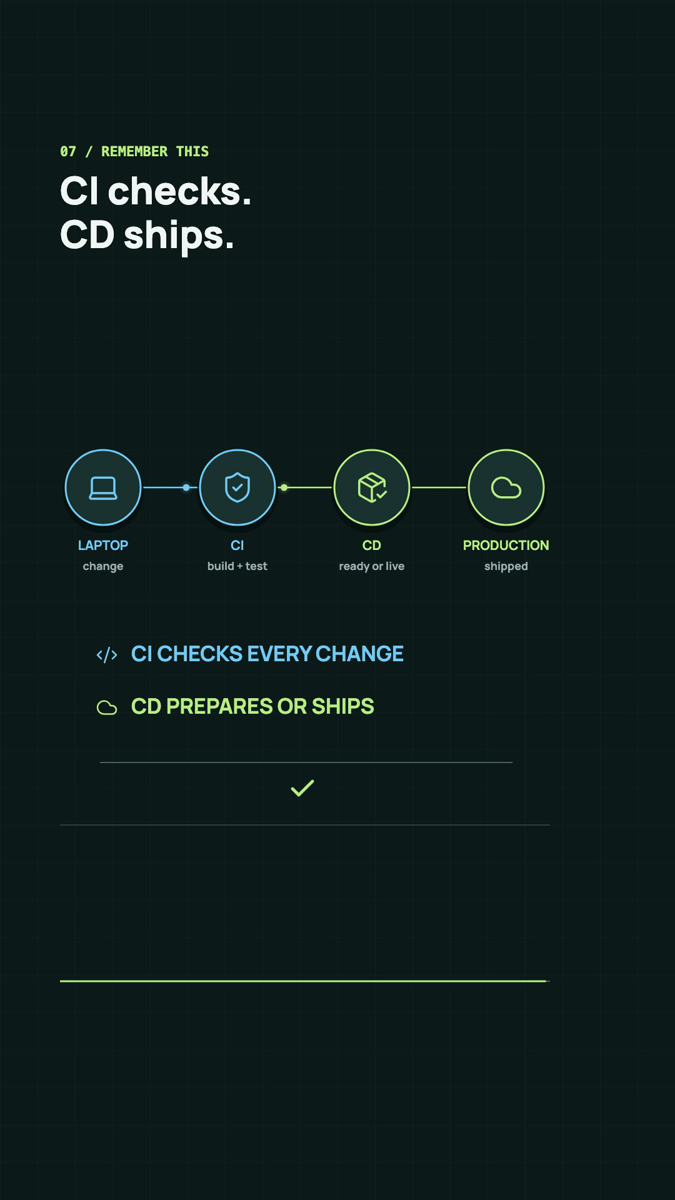 07 / REMEMBER THIS
CI checks.
CD ships.
LAPTOP
change
CI
build + test
CD
ready or live
PRODUCTION
shipped
CI CHECKS EVERY CHANGE
CD PREPARES OR SHIPS